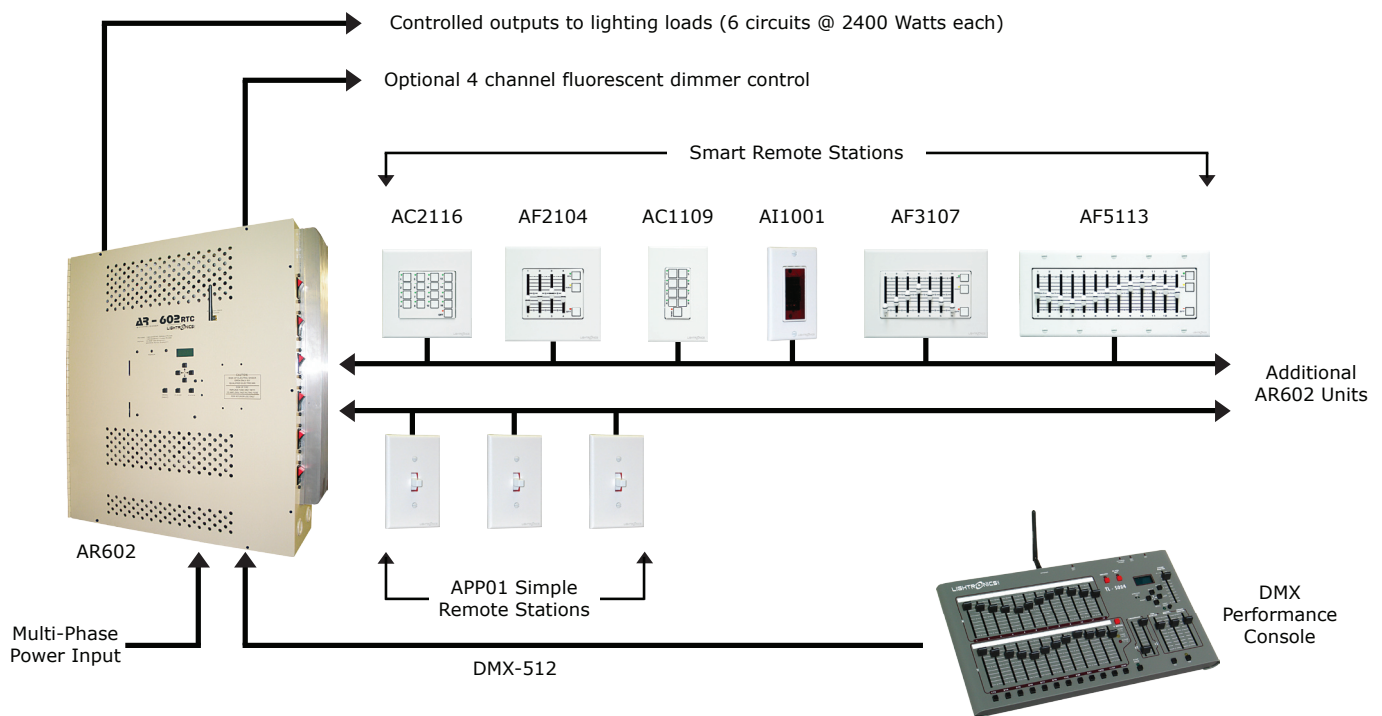 Controlled outputs to lighting loads (6 circuits @ 2400 Watts each)
Optional 4 channel fluorescent dimmer control
Smart Remote Stations
AC2116
AF2104
AC1109
AI1001
AF3107
AF5113
AR-602RTC
LIGHTRONICS
Additional
AR602 Units
AR602
APP01 Simple
Remote Stations
LIGHTRONICS
DMX
Performance
Console
Multi-Phase
Power Input
DMX-512